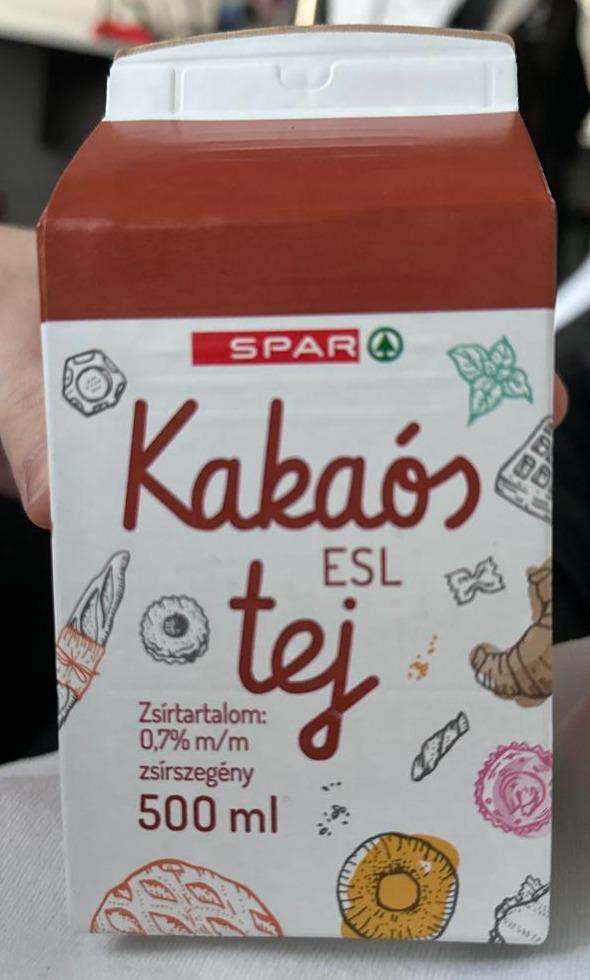 SPAR
Kakaós
ESL
tej
Zsírtartalom:
0,7% m/m
zsírszegény
500 ml